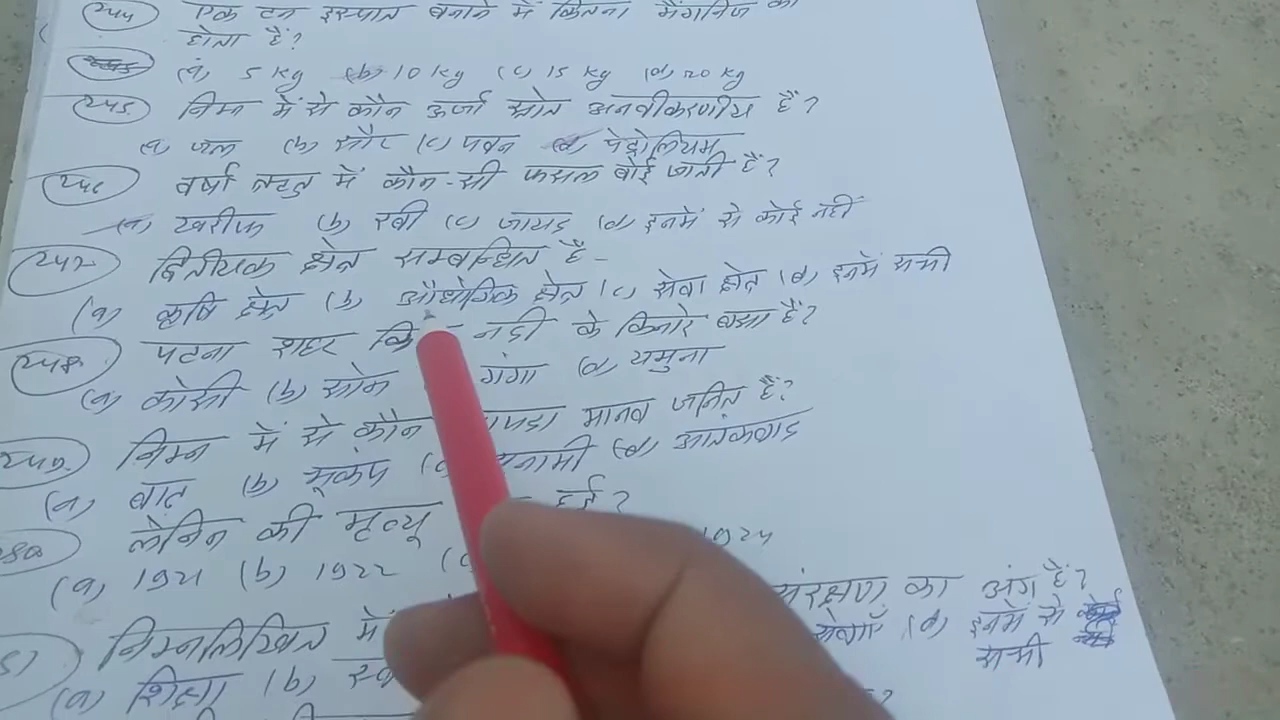 एक टन इस्पात बनाने में कितना मैंगनिज का
होता है?
(a) 5 kg (b) 10 kg (c) 15 kg (d) 20 kg
निम्न में से कौन ऊर्जा स्रोत अनवीकरणीय है?
(a) जल (b) सौर (c) पवन (d) पेट्रोलियम
वर्षा ऋतु में कौन-सी फसल बोई जाती है?
(a) खरीफ (b) रबी (c) जायद (d) इनमें से कोई नहीं
द्वितीयक क्षेत्र सम्बन्धित है-
(a) कृषि क्षेत्र (b) औधोगिक क्षेत्र (c) सेवा क्षेत्र (d) इनमें सभी
पटना शहर नदी के किनारे बसा है?
(a) कोसी (b) सोन गंगा (d) यमुना
निम्न में से कौन मानव जनित है?
(a) बाढ़ (b) भूकंप (d) आतंकवाद
लेनिन की मृत्यू हुई?
(a) 1921 (b) 1922 1924
निम्नलिखित में संरक्षण का अंग है?
(a) शिक्षा (b) सेवाएँ (d) इनमें से
सभी